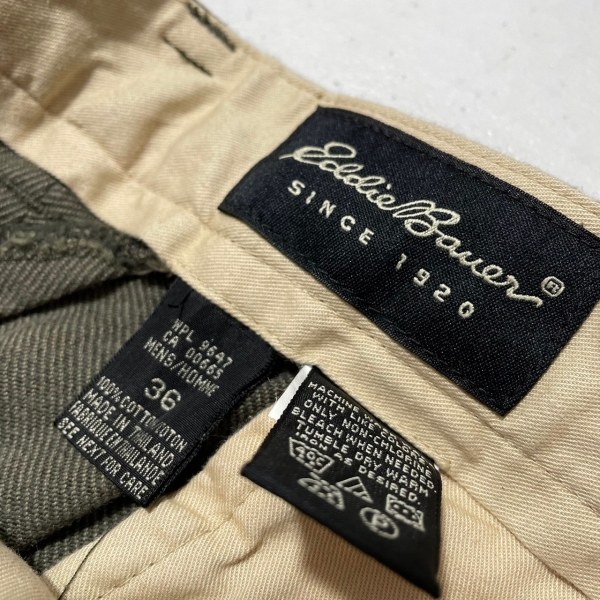 Eddie Bauer
SINCE 1920
WPL 9647
CA 00665
MENS/HOMME
36
100% COTTON/COTON
MADE IN THAILAND
FABRIQUE EN THAILANDE
SEE NEXT FOR CARE
MACHINE
WITH LIKE COLORS
ONLY NON-CHLORINE
BLEACH WHEN NEEDED.
TUMBLE DRY WARM
IRON AS DESIRED.